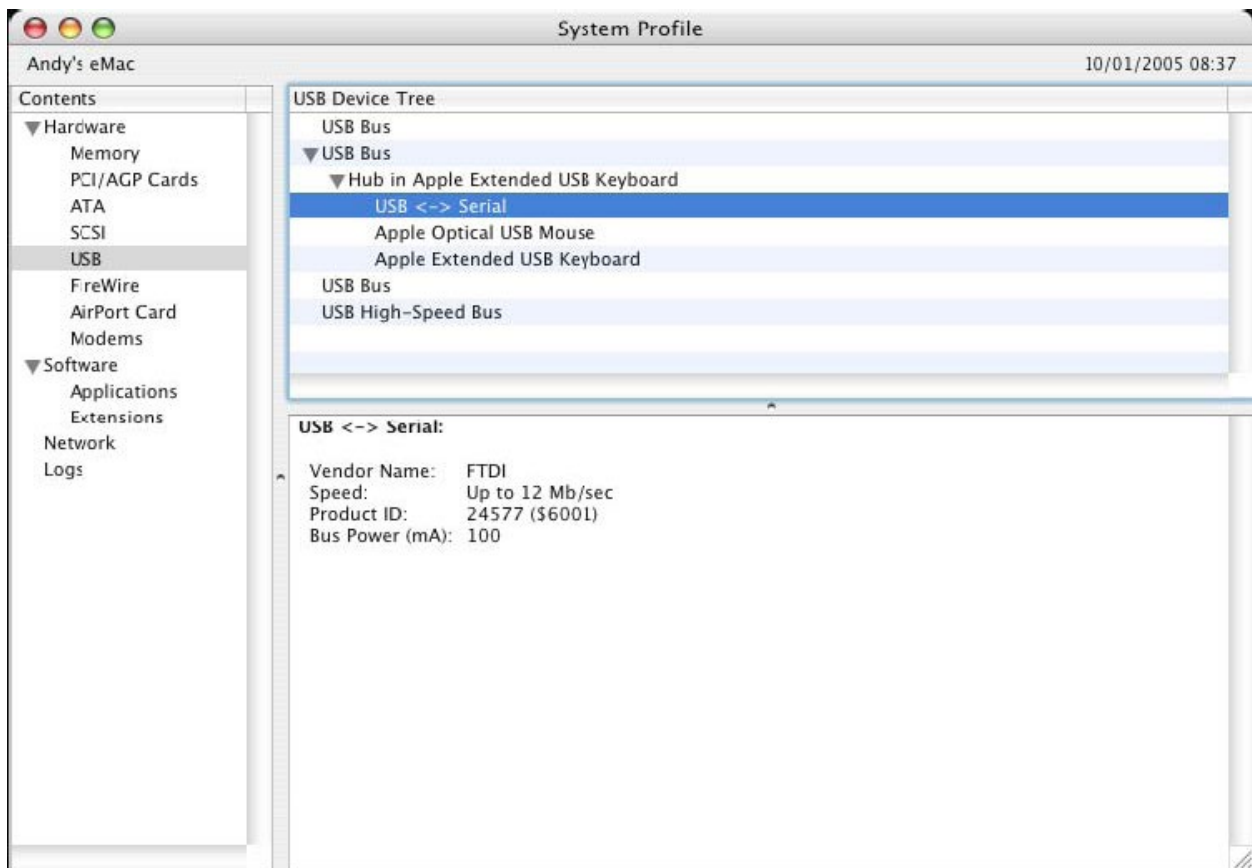 System Profile
Andy's eMac
10/01/2005 08:37
Contents
Hardware
Memory
PCI/AGP Cards
ATA
SCSI
USB
FireWire
AirPort Card
Modems
Software
Applications
Extensions
Network
Logs
USB Device Tree
USB Bus
USB Bus
Hub in Apple Extended USB Keyboard
USB <-> Serial
Apple Optical USB Mouse
Apple Extended USB Keyboard
USB Bus
USB High-Speed Bus
USB <-> Serial:
Vendor Name: FTDI
Speed: Up to 12 Mb/sec
Product ID: 24577 ($6001)
Bus Power (mA): 100